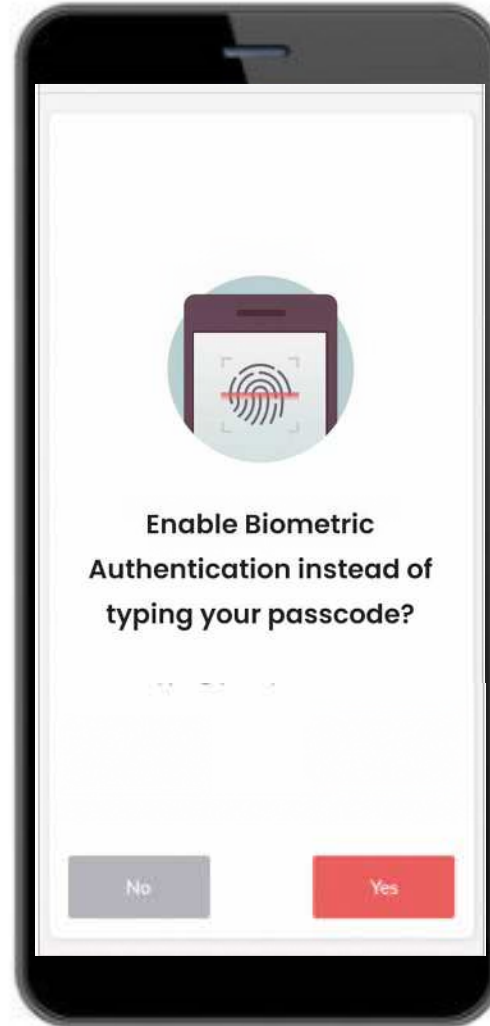 Enable Biometric
Authentication instead of
typing your passcode?
No
Yes